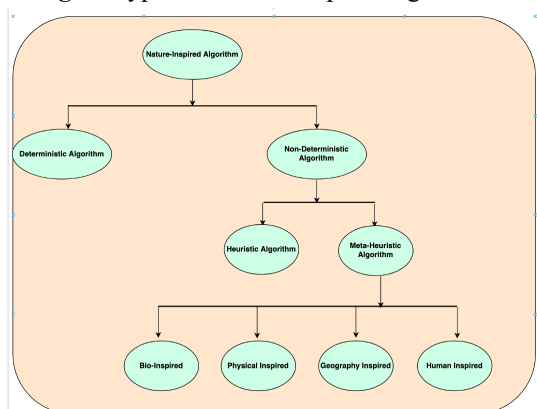 Nature-Inspired Algorithm
Deterministic Algorithm
Non-Deterministic
Algorithm
Heuristic Algorithm
Meta-Heuristic
Algorithm
Bio-Inspired
Physical Inspired
Geography Inspired
Human Inspired